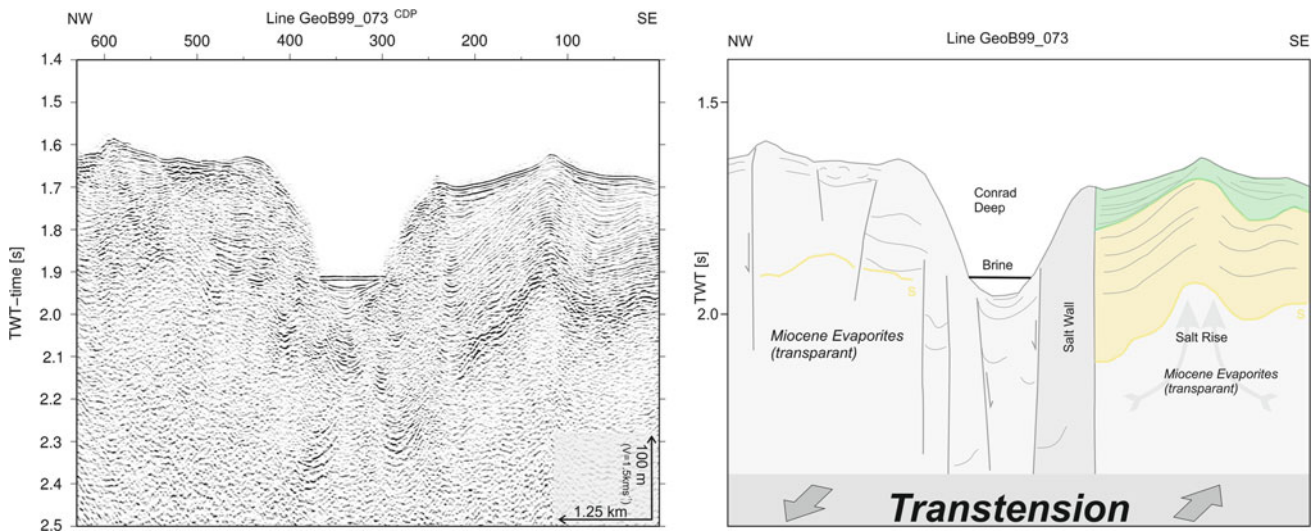 NW
Line GeoB99_073 CDP
SE
600 500 400 300 200 100
1.4
1.5
1.6
1.7
1.8
1.9
2.0
2.1
2.2
2.3
2.4
2.5
TWT-time [s]
100 m
(V=1.5kms⁻¹)
1.25 km
NW
Line GeoB99_073
SE
1.5
2.0
TWT [s]
Conrad
Deep
Brine
S
Miocene Evaporites
(transparant)
Salt Wall
S
Salt Rise
Miocene Evaporites
(transparant)
Transtension